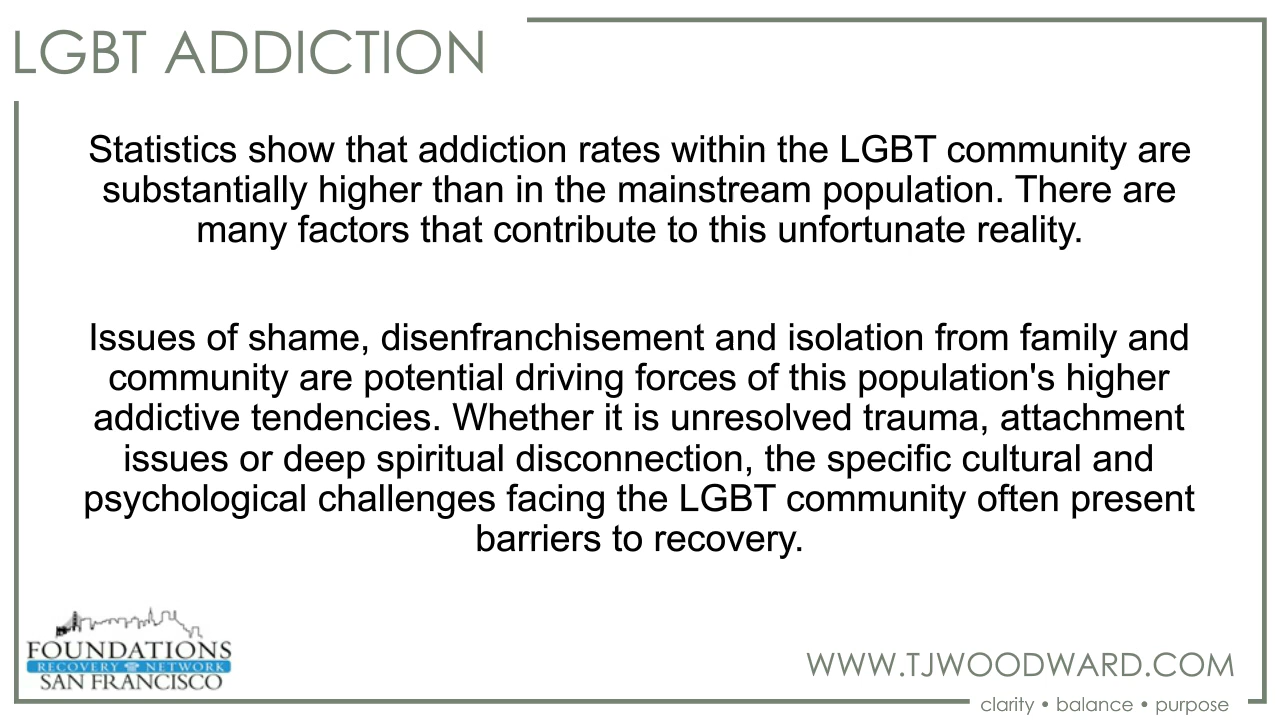 LGBT ADDICTION
Statistics show that addiction rates within the LGBT community are
substantially higher than in the mainstream population. There are
many factors that contribute to this unfortunate reality.
Issues of shame, disenfranchisement and isolation from family and
community are potential driving forces of this population's higher
addictive tendencies. Whether it is unresolved trauma, attachment
issues or deep spiritual disconnection, the specific cultural and
psychological challenges facing the LGBT community often present
barriers to recovery.
FOUNDATIONS
RECOVERY NETWORK
SAN FRANCISCO
WWW.TJWOODWARD.COM
clarity • balance • purpose